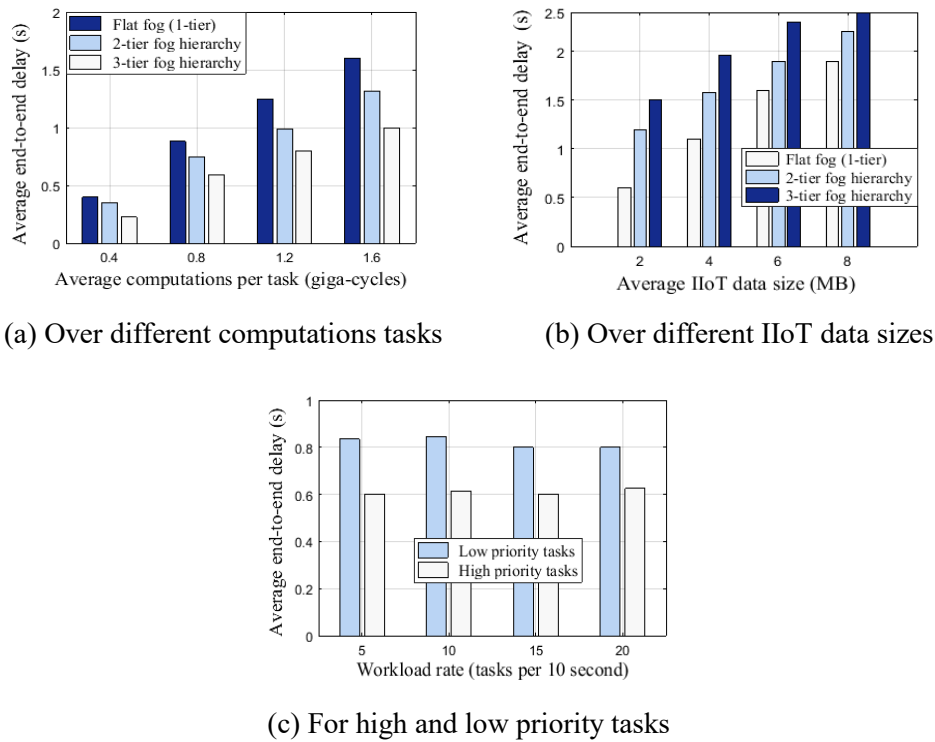 Average end-to-end delay (s)
2
1.5
1
0.5
0
Flat fog (1-tier)
2-tier fog hierarchy
3-tier fog hierarchy
0.4 0.8 1.2 1.6
Average computations per task (giga-cycles)
(a) Over different computations tasks
Average end-to-end delay (s)
2.5
2
1.5
1
0.5
0
Flat fog (1-tier)
2-tier fog hierarchy
3-tier fog hierarchy
2 4 6 8
Average IIoT data size (MB)
(b) Over different IIoT data sizes
Average end-to-end delay (s)
1
0.8
0.6
0.4
0.2
0
Low priority tasks
High priority tasks
5 10 15 20
Workload rate (tasks per 10 second)
(c) For high and low priority tasks